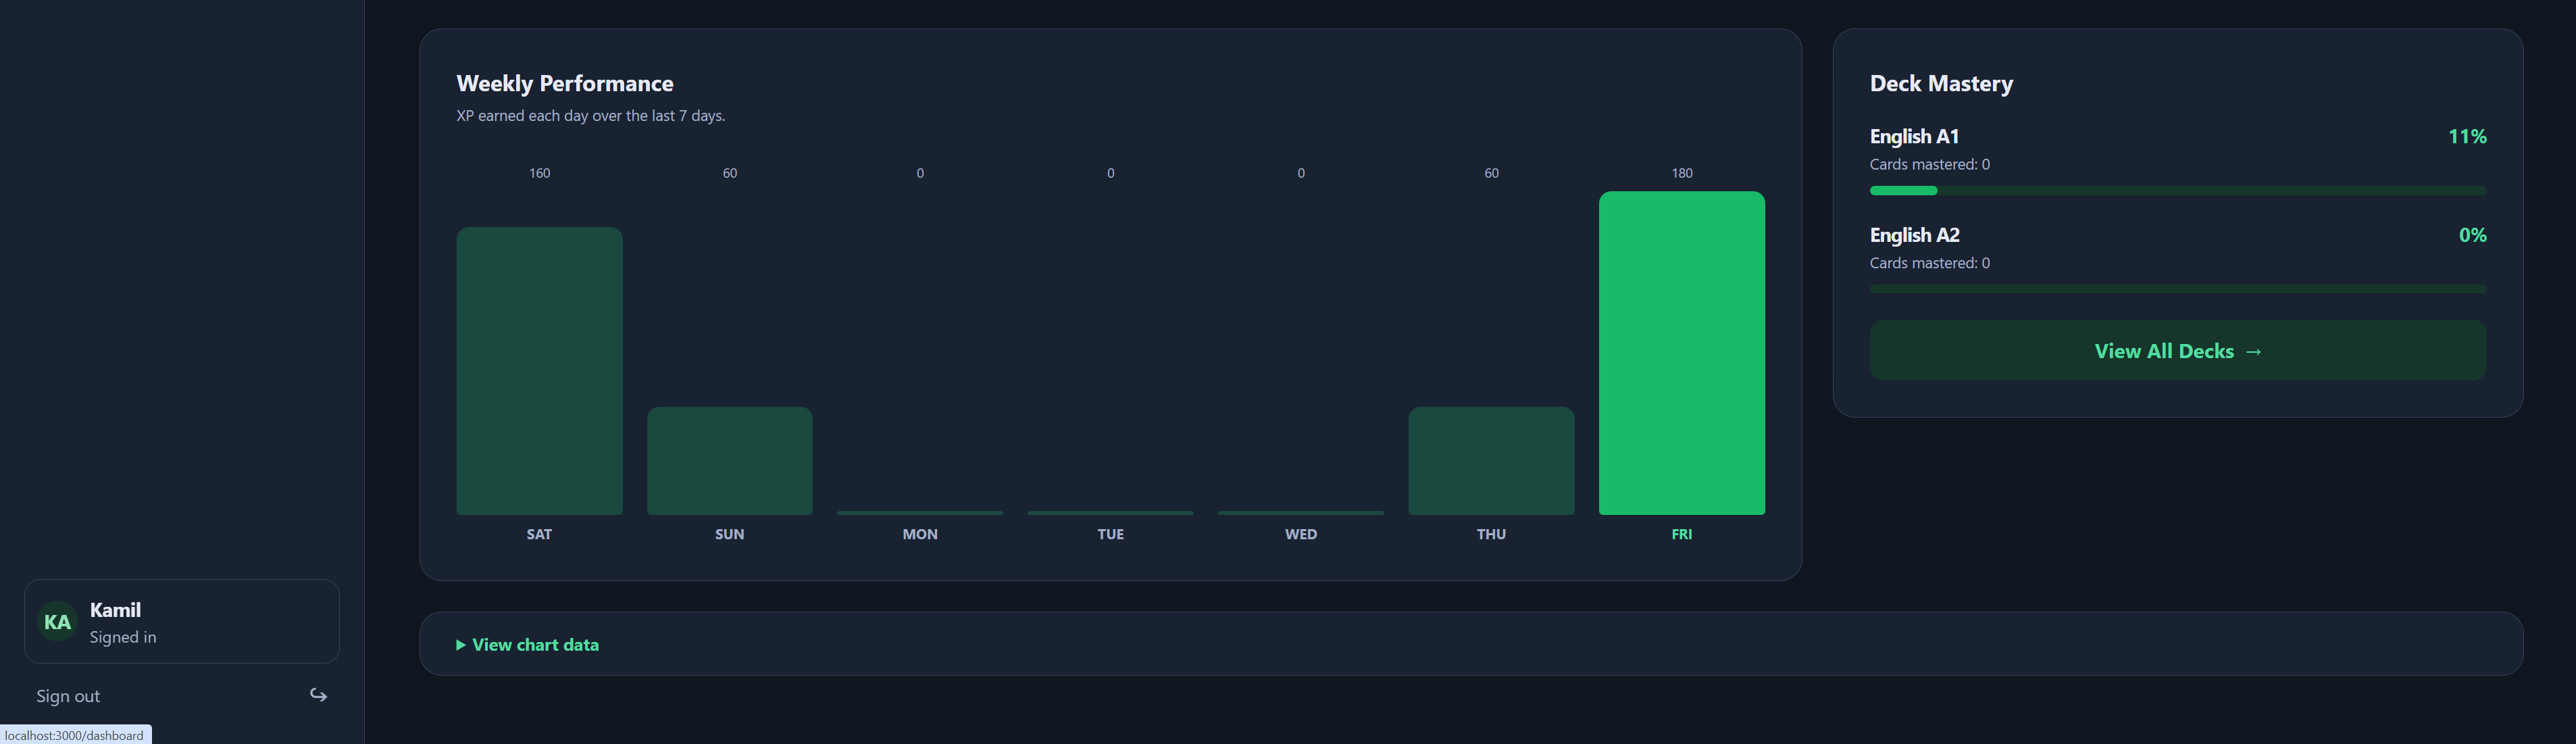 Weekly Performance
XP earned each day over the last 7 days.
160 60 0 0 0 60 180
SAT SUN MON TUE WED THU FRI
▶ View chart data
Deck Mastery
English A1 11%
Cards mastered: 0
English A2 0%
Cards mastered: 0
View All Decks →
KA
Kamil
Signed in
Sign out
localhost:3000/dashboard